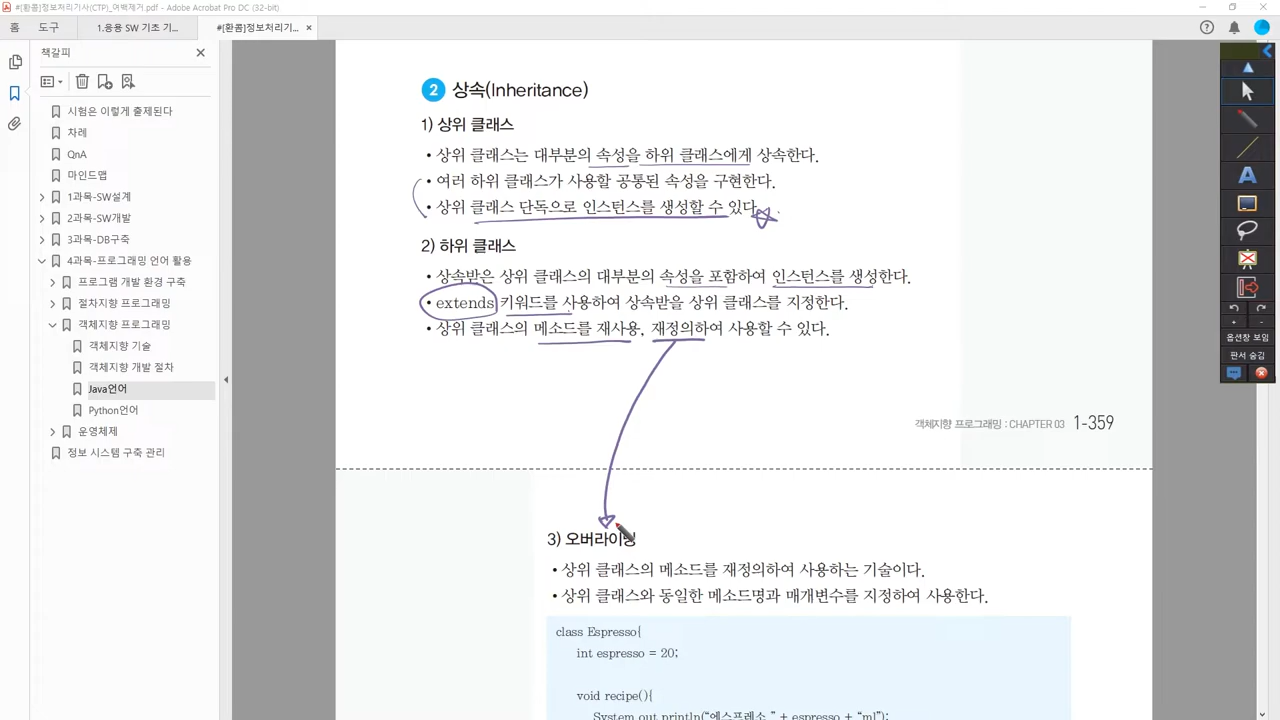 #[환콤]정보처리기사(CTP)_여백제거.pdf - Adobe Acrobat Pro DC (32-bit)
홈 도구 1.응용 SW 기초 기... #[환콤]정보처리기... ×
책갈피
시험은 이렇게 출제된다
차례
QnA
마인드맵
1과목-SW설계
2과목-SW개발
3과목-DB구축
4과목-프로그래밍 언어 활용
프로그램 개발 환경 구축
절차지향 프로그래밍
객체지향 프로그래밍
객체지향 기술
객체지향 개발 절차
Java언어
Python언어
운영체제
정보 시스템 구축 관리
2 상속(Inheritance)
1) 상위 클래스
• 상위 클래스는 대부분의 속성을 하위 클래스에게 상속한다.
• 여러 하위 클래스가 사용할 공통된 속성을 구현한다.
• 상위 클래스 단독으로 인스턴스를 생성할 수 있다.
2) 하위 클래스
• 상속받은 상위 클래스의 대부분의 속성을 포함하여 인스턴스를 생성한다.
• extends 키워드를 사용하여 상속받을 상위 클래스를 지정한다.
• 상위 클래스의 메소드를 재사용, 재정의하여 사용할 수 있다.
객체지향 프로그래밍 : CHAPTER 03 1-359
3) 오버라이딩
• 상위 클래스의 메소드를 재정의하여 사용하는 기술이다.
• 상위 클래스와 동일한 메소드명과 매개변수를 지정하여 사용한다.
class Espresso{
int espresso = 20;
void recipe(){
System.out.println("에스프레소 " + espresso + "ml");
A
옵션창 보임
판서 숨김